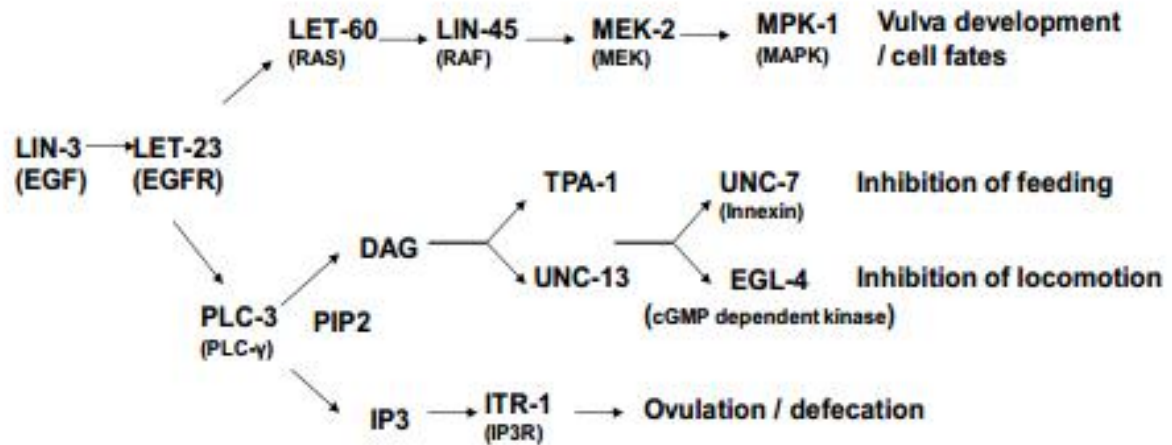 LET-60 LIN-45 MEK-2 MPK-1 Vulva development
(RAS) (RAF) (MEK) (MAPK) / cell fates
LIN-3 LET-23
(EGF) (EGFR)
TPA-1 UNC-7 Inhibition of feeding
(Innexin)
DAG
UNC-13 EGL-4 Inhibition of locomotion
PLC-3 PIP2 (cGMP dependent kinase)
(PLC-γ)
IP3 ITR-1 Ovulation / defecation
(IP3R)